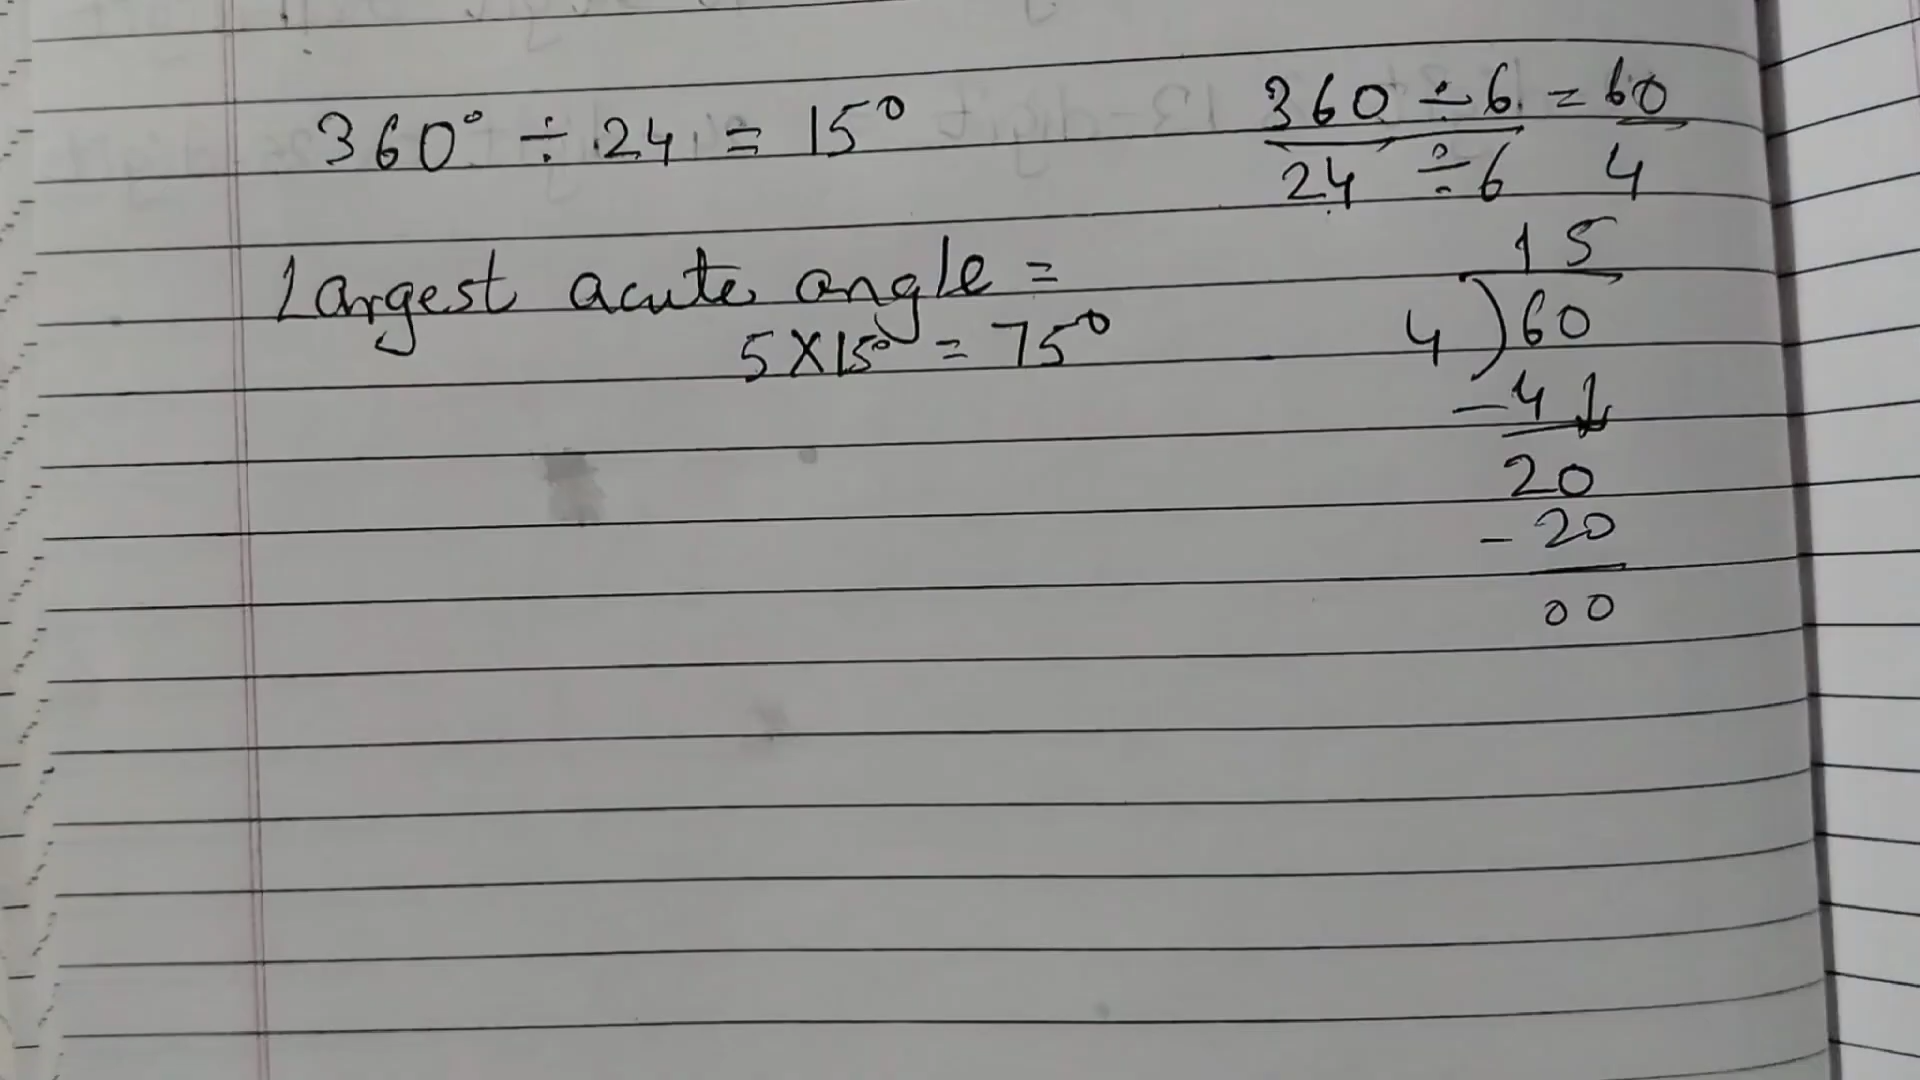 360° ÷ 24 = 15°
Largest acute angle =
5 X 15° = 75°
360 ÷ 6 = 60
24 ÷ 6 4
15
4 ) 60
- 4 ↓
20
- 20
00